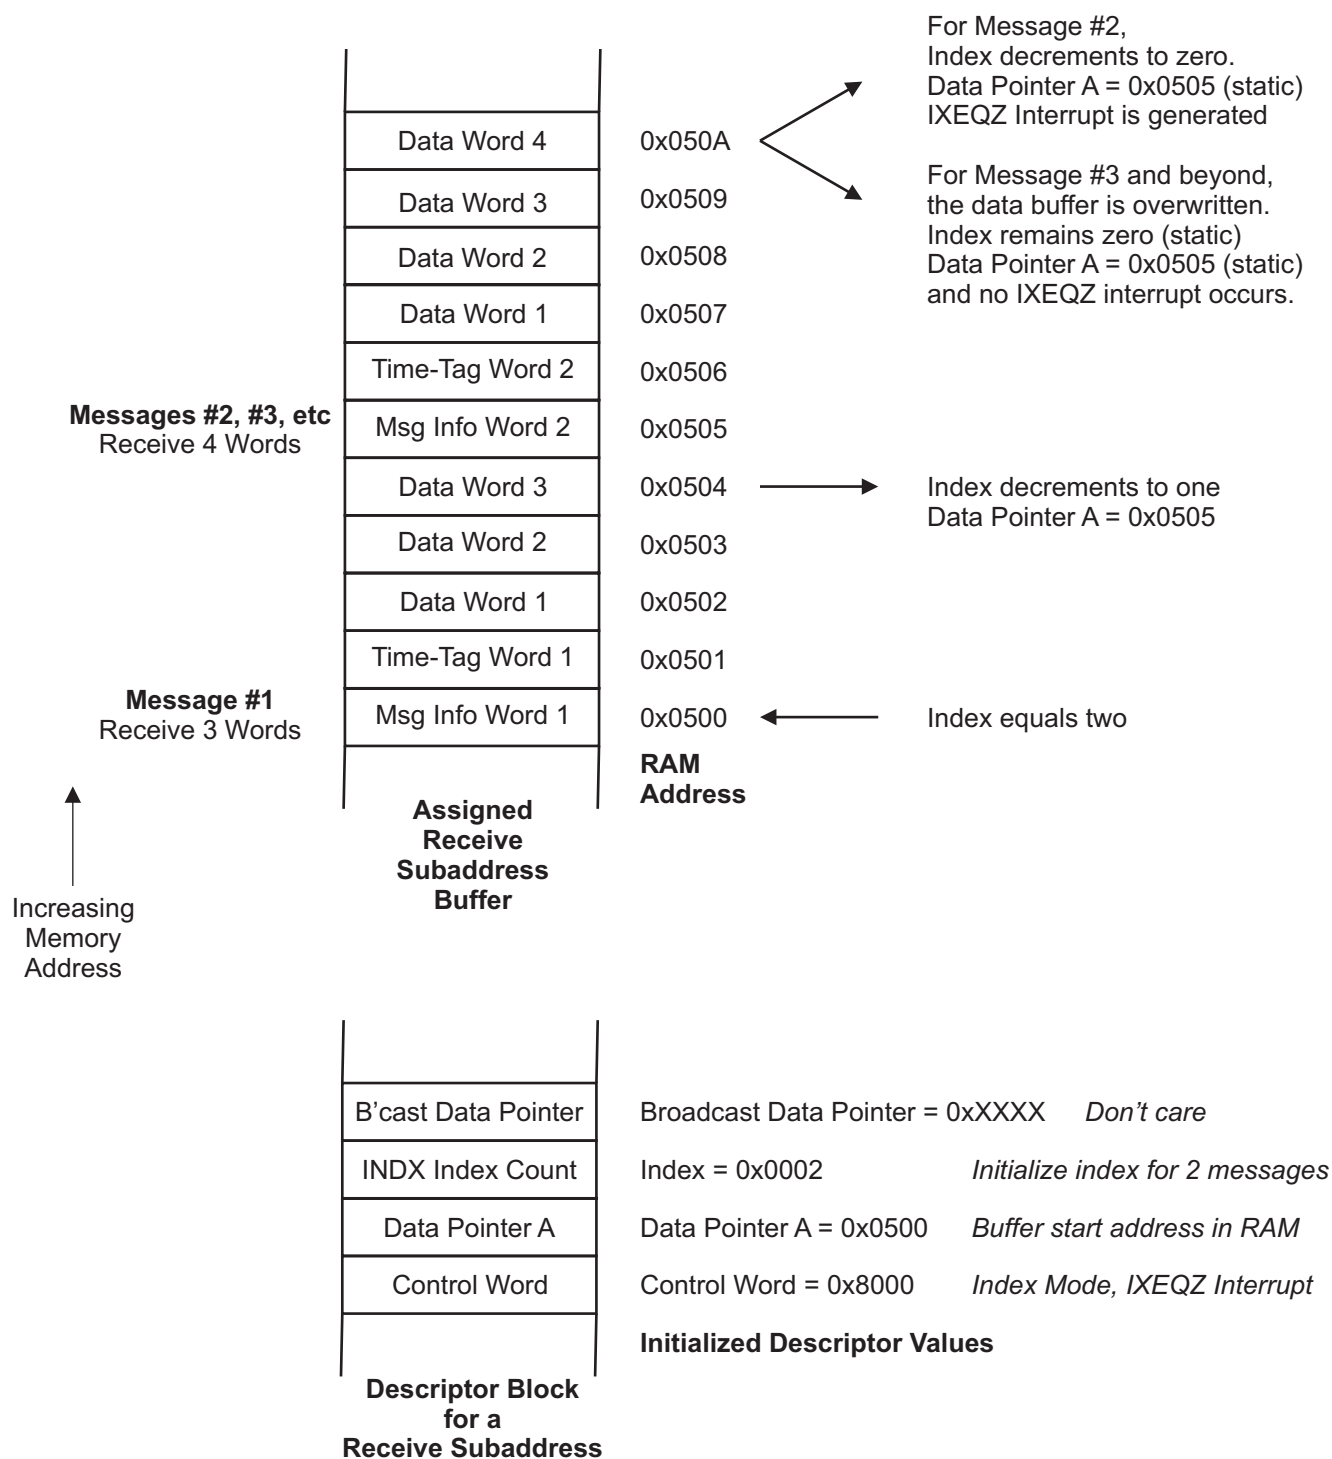 For Message #2,
Index decrements to zero.
Data Pointer A = 0x0505 (static)
IXEQZ Interrupt is generated
Data Word 4
0x050A
For Message #3 and beyond,
the data buffer is overwritten.
Index remains zero (static)
Data Pointer A = 0x0505 (static)
and no IXEQZ interrupt occurs.
Data Word 3
0x0509
Data Word 2
0x0508
Data Word 1
0x0507
Time-Tag Word 2
0x0506
Messages #2, #3, etc
Receive 4 Words
Msg Info Word 2
0x0505
Data Word 3
0x0504
Index decrements to one
Data Pointer A = 0x0505
Data Word 2
0x0503
Data Word 1
0x0502
Time-Tag Word 1
0x0501
Message #1
Receive 3 Words
Msg Info Word 1
0x0500
Index equals two
RAM
Address
Assigned
Receive
Subaddress
Buffer
Increasing
Memory
Address
B'cast Data Pointer
Broadcast Data Pointer = 0xXXXX Don't care
INDX Index Count
Index = 0x0002 Initialize index for 2 messages
Data Pointer A
Data Pointer A = 0x0500 Buffer start address in RAM
Control Word
Control Word = 0x8000 Index Mode, IXEQZ Interrupt
Initialized Descriptor Values
Descriptor Block
for a
Receive Subaddress